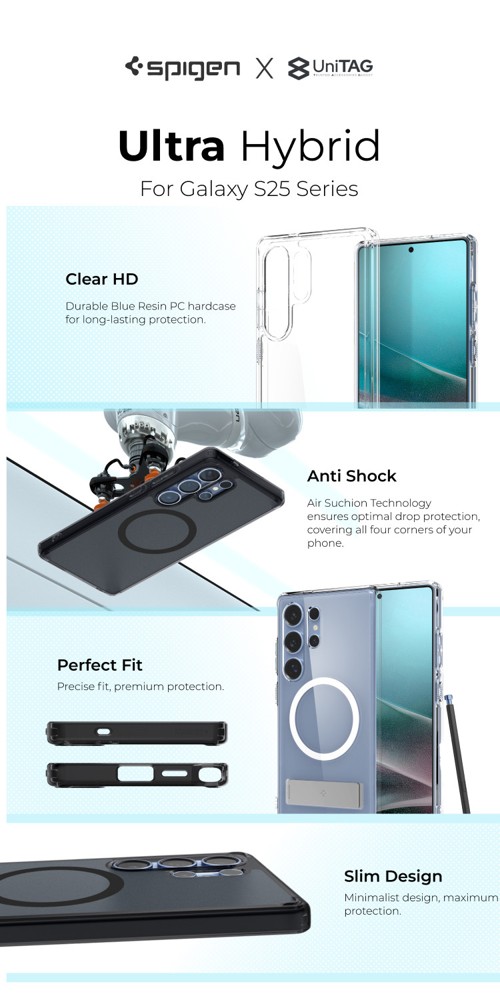 spigen X UniTAG
Ultra Hybrid
For Galaxy S25 Series
Clear HD
Durable Blue Resin PC hardcase
for long-lasting protection.
Anti Shock
Air Suchion Technology
ensures optimal drop protection,
covering all four corners of your
phone.
Perfect Fit
Precise fit, premium protection.
Slim Design
Minimalist design, maximum
protection.